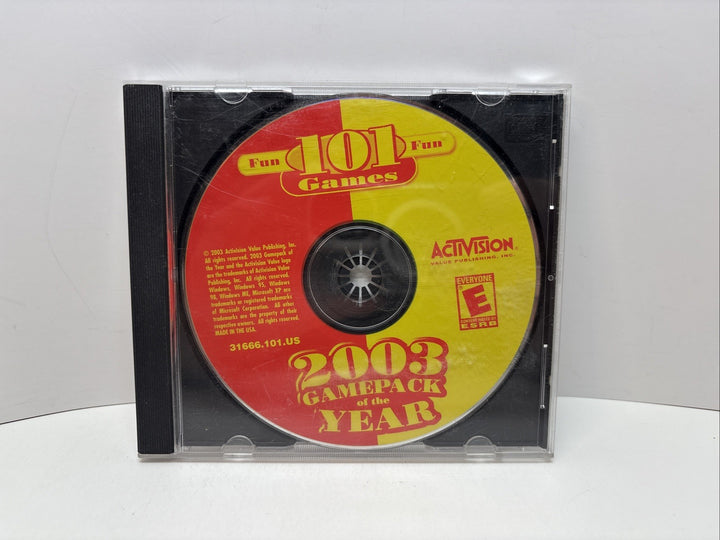 Fun 101 Fun
Games
© 2003 Activision Value Publishing, Inc.
All rights reserved. 2003 Gamepack of
the Year and the Activision Value logo
are the trademarks of Activision Value
Publishing, Inc. All rights reserved.
Windows, Windows 95, Windows
98, Windows ME, Microsoft XP are
trademarks or registered trademarks
of Microsoft Corporation. All other
trademarks are the property of their
respective owners. All rights reserved.
MADE IN THE USA.
31666.101.US
ACTIVISION
VALUE PUBLISHING, INC.
EVERYONE
E
CONTENT RATED BY
ESRB
2003
GAMEPACK
of the
YEAR